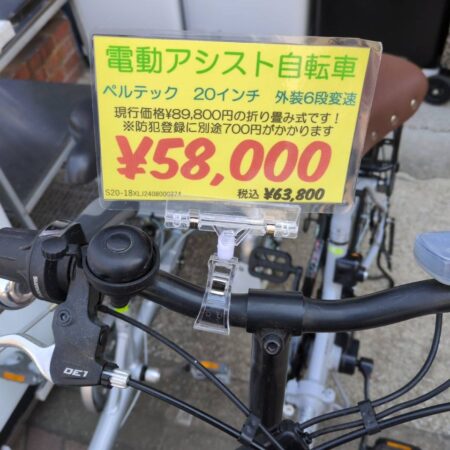 電動アシスト自転車
ペルテック 20インチ 外装6段変速
現行価格¥89,800円の折り畳み式です!
※防犯登録に別途700円がかかります
¥58,000
税込 ¥63,800